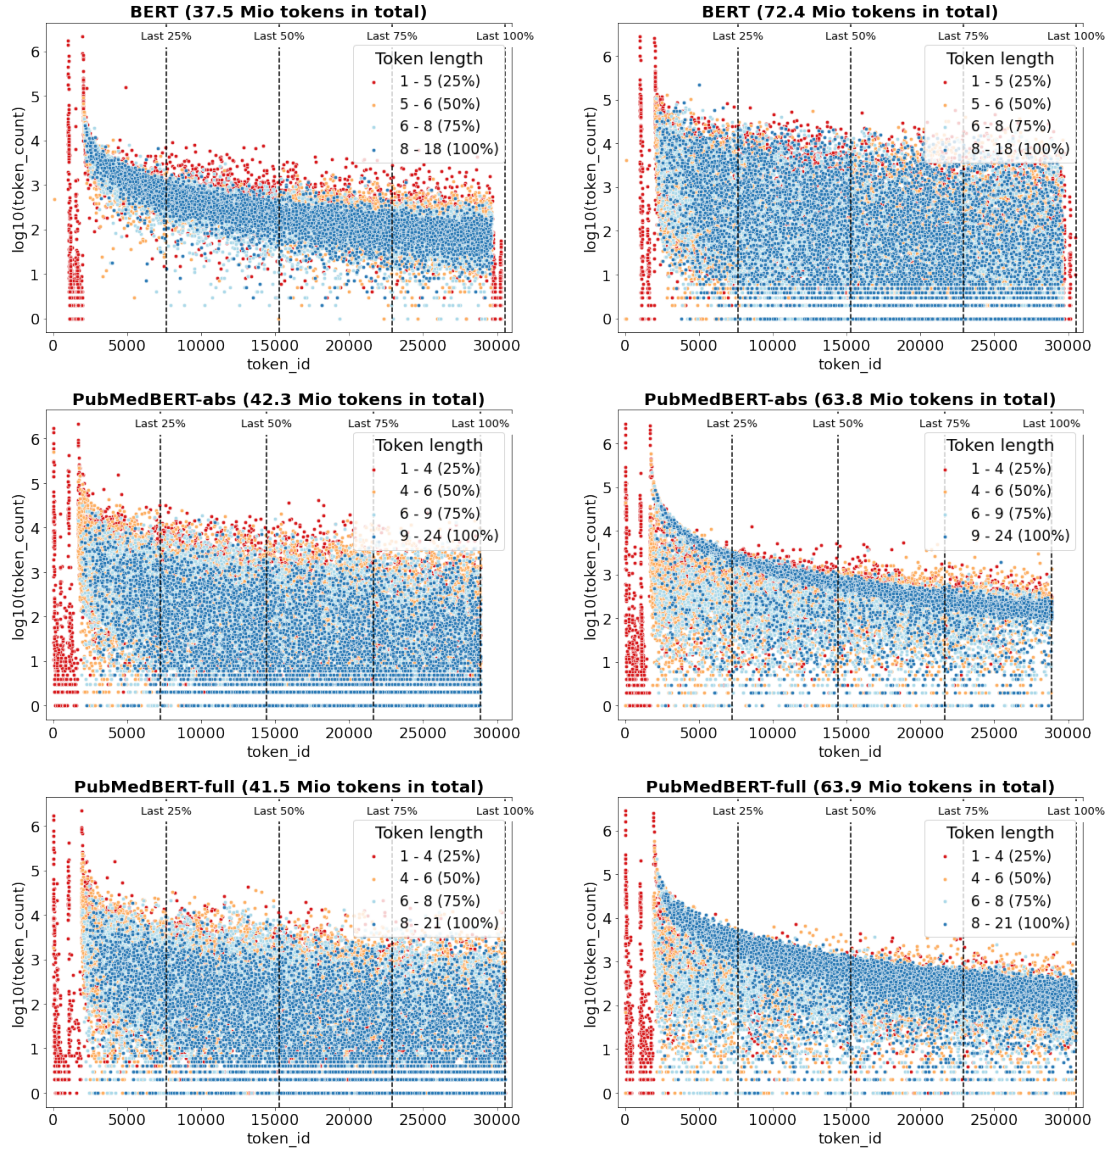 BERT (37.5 Mio tokens in total)
Last 25%
Last 50%
Last 75%
Last 100%
Token length
1 - 5 (25%)
5 - 6 (50%)
6 - 8 (75%)
8 - 18 (100%)
log10(token_count)
6
5
4
3
2
1
0
0
5000
10000
15000
20000
25000
30000
token_id
BERT (72.4 Mio tokens in total)
Last 25%
Last 50%
Last 75%
Last 100%
Token length
1 - 5 (25%)
5 - 6 (50%)
6 - 8 (75%)
8 - 18 (100%)
log10(token_count)
6
5
4
3
2
1
0
0
5000
10000
15000
20000
25000
30000
token_id
PubMedBERT-abs (42.3 Mio tokens in total)
Last 25%
Last 50%
Last 75%
Last 100%
Token length
1 - 4 (25%)
4 - 6 (50%)
6 - 9 (75%)
9 - 24 (100%)
log10(token_count)
6
5
4
3
2
1
0
0
5000
10000
15000
20000
25000
30000
token_id
PubMedBERT-abs (63.8 Mio tokens in total)
Last 25%
Last 50%
Last 75%
Last 100%
Token length
1 - 4 (25%)
4 - 6 (50%)
6 - 9 (75%)
9 - 24 (100%)
log10(token_count)
6
5
4
3
2
1
0
0
5000
10000
15000
20000
25000
30000
token_id
PubMedBERT-full (41.5 Mio tokens in total)
Last 25%
Last 50%
Last 75%
Last 100%
Token length
1 - 4 (25%)
4 - 6 (50%)
6 - 8 (75%)
8 - 21 (100%)
log10(token_count)
6
5
4
3
2
1
0
0
5000
10000
15000
20000
25000
30000
token_id
PubMedBERT-full (63.9 Mio tokens in total)
Last 25%
Last 50%
Last 75%
Last 100%
Token length
1 - 4 (25%)
4 - 6 (50%)
6 - 8 (75%)
8 - 21 (100%)
log10(token_count)
6
5
4
3
2
1
0
0
5000
10000
15000
20000
25000
30000
token_id